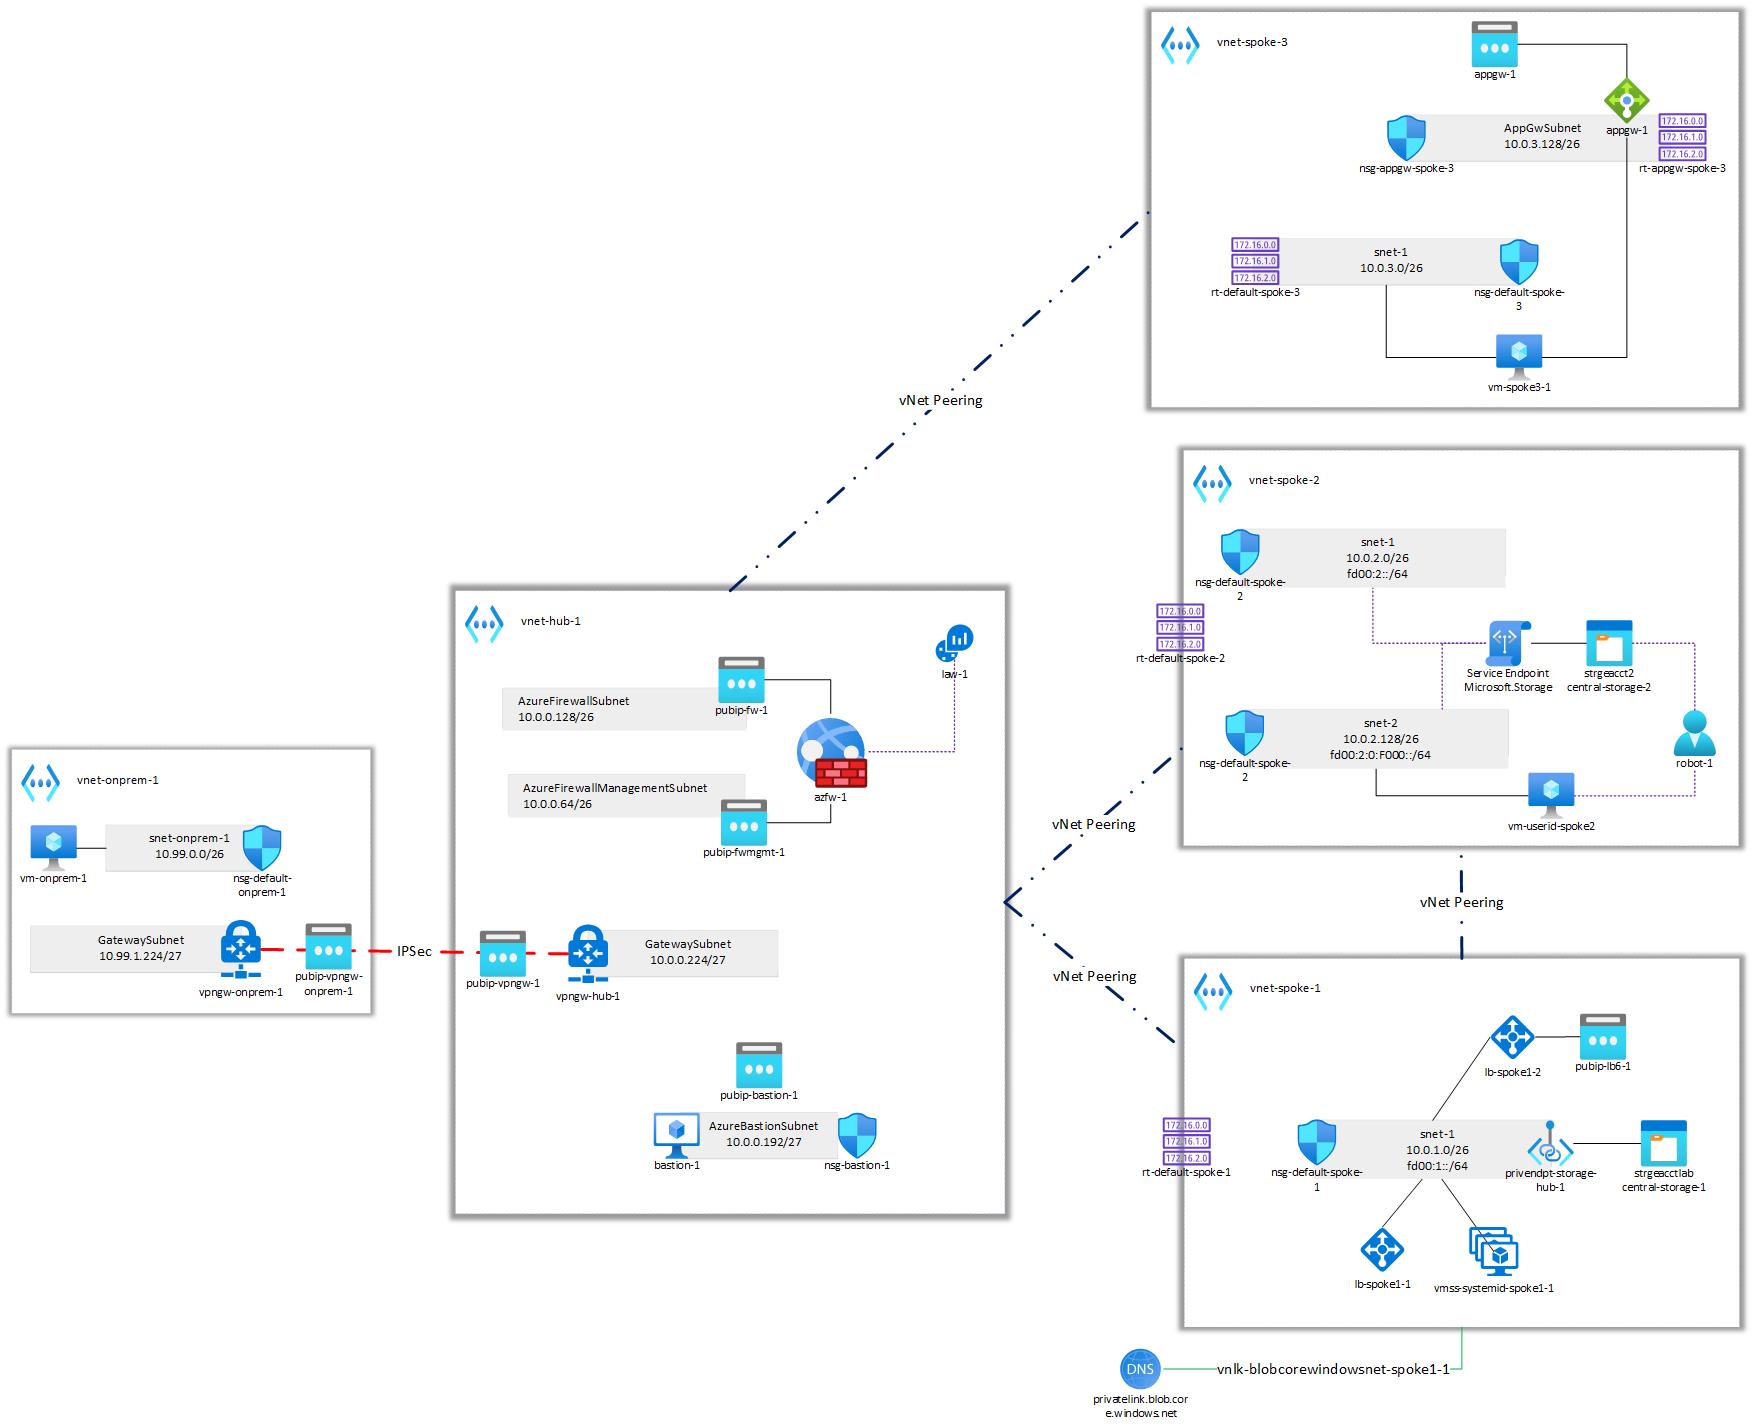 vnet-spoke-3
appgw-1
AppGwSubnet
10.0.3.128/26
appgw-1
172.16.0.0
172.16.1.0
172.16.2.0
nsg-appgw-spoke-3
rt-appgw-spoke-3
172.16.0.0
172.16.1.0
172.16.2.0
snet-1
10.0.3.0/26
rt-default-spoke-3
nsg-default-spoke-
3
vm-spoke3-1
vNet Peering
vnet-spoke-2
snet-1
10.0.2.0/26
fd00:2::/64
nsg-default-spoke-
2
172.16.0.0
172.16.1.0
172.16.2.0
rt-default-spoke-2
Service Endpoint
Microsoft.Storage
strgeacct2
central-storage-2
snet-2
10.0.2.128/26
fd00:2:0:F000::/64
nsg-default-spoke-
2
robot-1
vm-userid-spoke2
vnet-hub-1
law-1
AzureFirewallSubnet
10.0.0.128/26
pubip-fw-1
AzureFirewallManagementSubnet
10.0.0.64/26
azfw-1
pubip-fwmgmt-1
vNet Peering
vNet Peering
vNet Peering
vnet-onprem-1
snet-onprem-1
10.99.0.0/26
vm-onprem-1
nsg-default-
onprem-1
GatewaySubnet
10.99.1.224/27
vpngw-onprem-1
pubip-vpngw-
onprem-1
IPSec
pubip-vpngw-1
vpngw-hub-1
GatewaySubnet
10.0.0.224/27
pubip-bastion-1
AzureBastionSubnet
10.0.0.192/27
bastion-1
nsg-bastion-1
vnet-spoke-1
lb-spoke1-2
pubip-lb6-1
172.16.0.0
172.16.1.0
172.16.2.0
rt-default-spoke-1
nsg-default-spoke-
1
snet-1
10.0.1.0/26
fd00:1::/64
privendpt-storage-
hub-1
strgeacctlab
central-storage-1
lb-spoke1-1
vmss-systemid-spoke1-1
DNS
vnlk-blobcorewindowsnet-spoke1-1
privatelink.blob.cor
e.windows.net